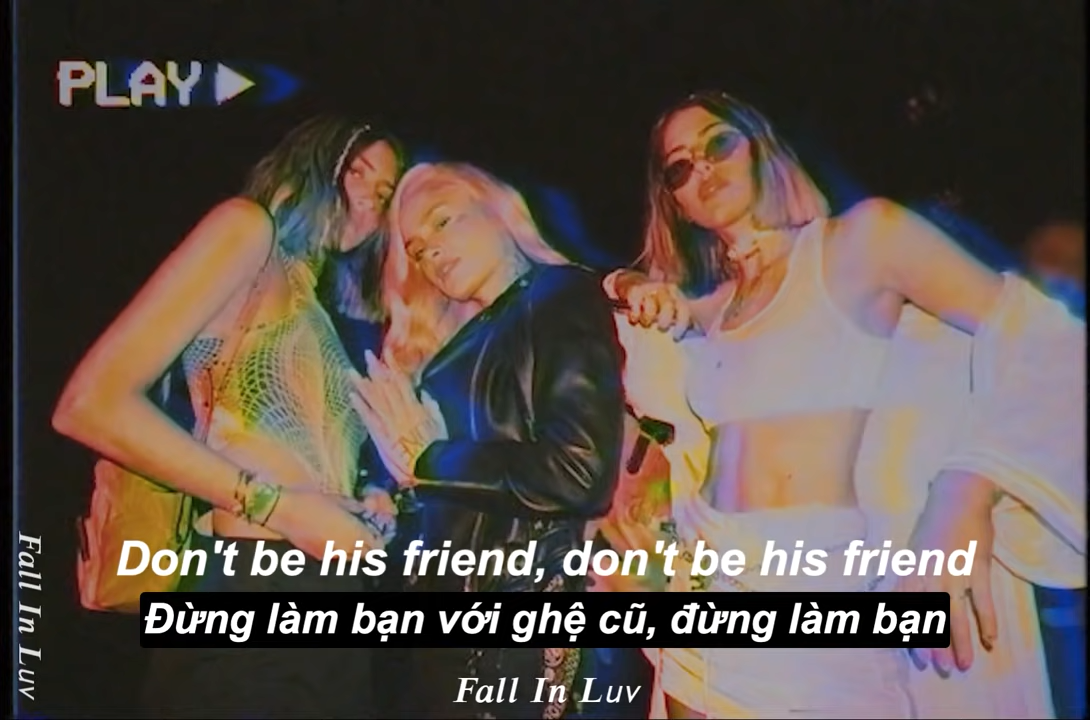 PLAY
Don't be his friend, don't be his friend
Đừng làm bạn với ghệ cũ, đừng làm bạn
Fall In Luv
Fall In Luv